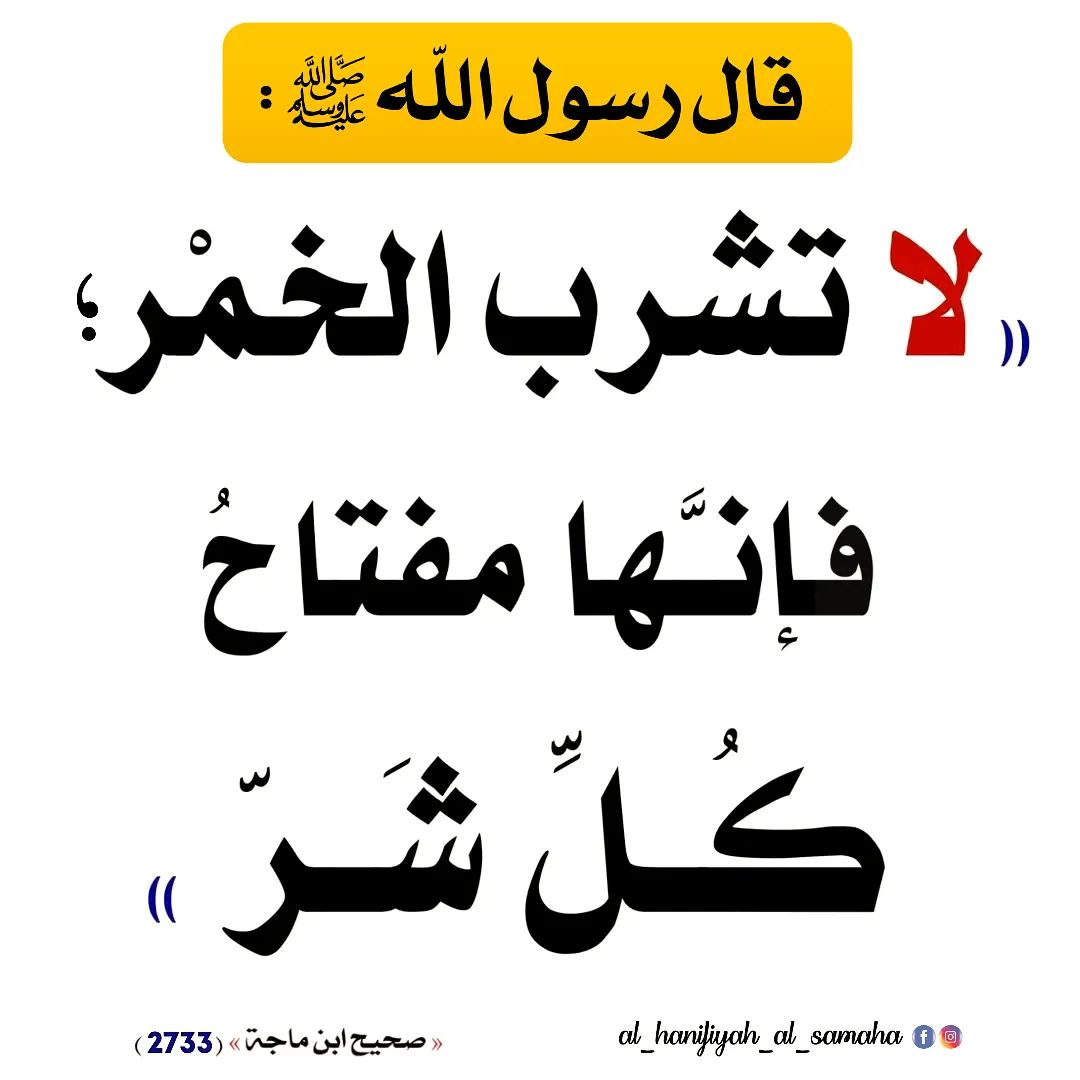 قال رسول الله ﷺ :
(( لا تشرب الخمْر؛
فإنَّها مفتاحُ
كُلِّ شَرّ ))
« صحيح ابن ماجة » (2733)
al_hanifiyah_al_samaha